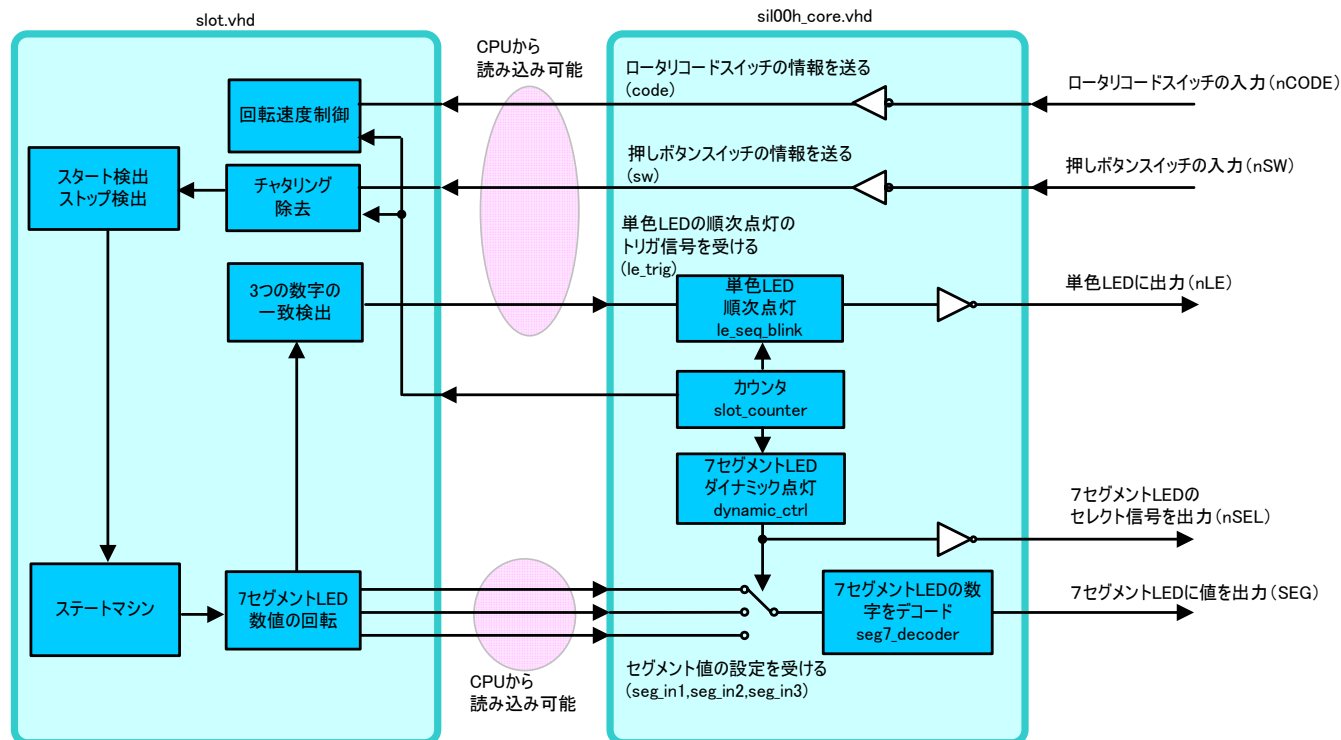 slot.vhd
sil00h_core.vhd
CPUから
読み込み可能
ロータリコードスイッチの情報を送る
(code)
ロータリコードスイッチの入力(nCODE)
回転速度制御
押しボタンスイッチの情報を送る
(sw)
押しボタンスイッチの入力(nSW)
スタート検出
ストップ検出
チャタリング
除去
単色LEDの順次点灯の
トリガ信号を受ける
(le_trig)
3つの数字の
一致検出
単色LED
順次点灯
le_seq_blink
単色LEDに出力(nLE)
カウンタ
slot_counter
7セグメントLED
ダイナミック点灯
dynamic_ctrl
7セグメントLEDの
セレクト信号を出力(nSEL)
ステートマシン
7セグメントLED
数値の回転
7セグメントLEDの数
字をデコード
seg7_decoder
7セグメントLEDに値を出力(SEG)
CPUから
読み込み可能
セグメント値の設定を受ける
(seg_in1,seg_in2,seg_in3)